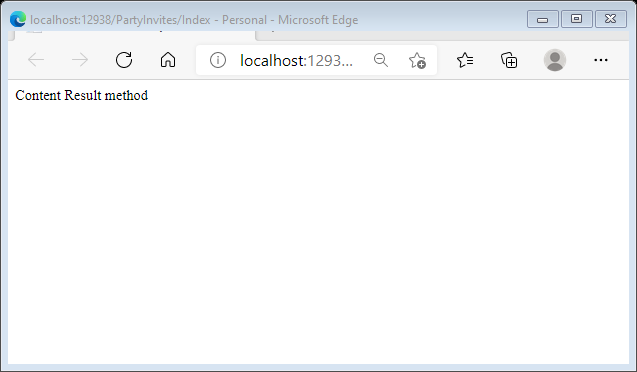 localhost:12938/PartyInvites/Index - Personal - Microsoft Edge
localhost:1293...
Content Result method